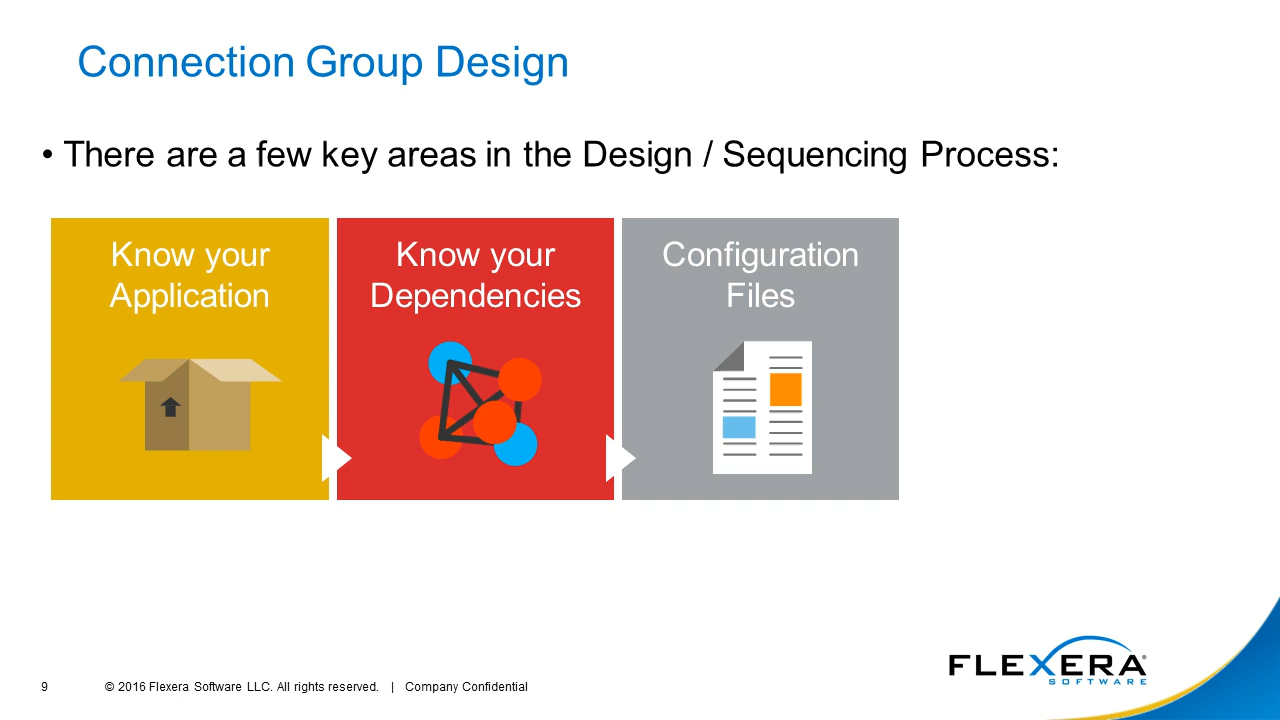 Connection Group Design
• There are a few key areas in the Design / Sequencing Process:
Know your
Application
Know your
Dependencies
Configuration
Files
FLEXERA
SOFTWARE
9 © 2016 Flexera Software LLC. All rights reserved. | Company Confidential